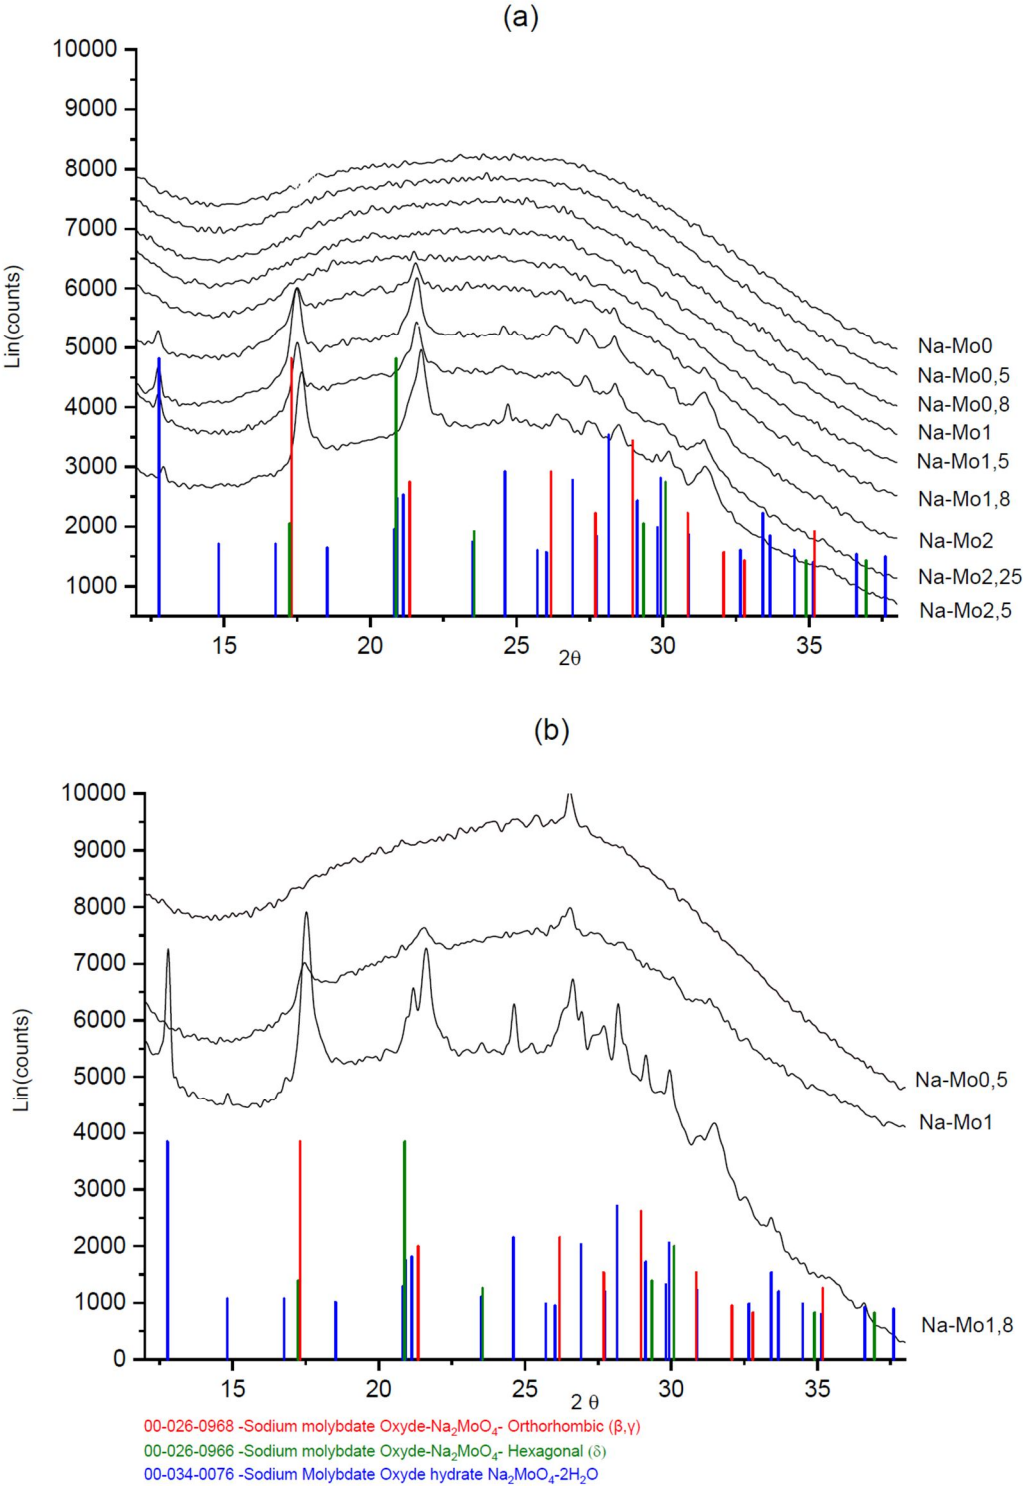 (a)
10000
9000
8000
7000
6000
5000
4000
3000
2000
1000
Lin(counts)
Na-Mo0
Na-Mo0,5
Na-Mo0,8
Na-Mo1
Na-Mo1,5
Na-Mo1,8
Na-Mo2
Na-Mo2,25
Na-Mo2,5
15 20 25 30 35
2θ
(b)
10000
9000
8000
7000
6000
5000
4000
3000
2000
1000
0
Lin(counts)
Na-Mo0,5
Na-Mo1
Na-Mo1,8
15 20 25 30 35
2 θ
00-026-0968 -Sodium molybdate Oxyde-Na₂MoO₄- Orthorhombic (β,γ)
00-026-0966 -Sodium molybdate Oxyde-Na₂MoO₄- Hexagonal (δ)
00-034-0076 -Sodium Molybdate Oxyde hydrate Na₂MoO₄-2H₂O